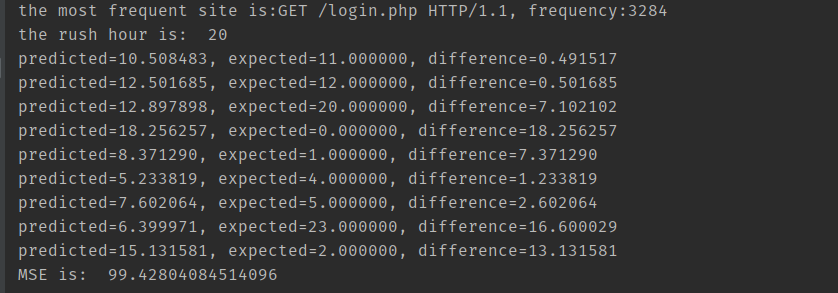 the most frequent site is:GET /login.php HTTP/1.1, frequency:3284
the rush hour is:  20
predicted=10.508483, expected=11.000000, difference=0.491517
predicted=12.501685, expected=12.000000, difference=0.501685
predicted=12.897898, expected=20.000000, difference=7.102102
predicted=18.256257, expected=0.000000, difference=18.256257
predicted=8.371290, expected=1.000000, difference=7.371290
predicted=5.233819, expected=4.000000, difference=1.233819
predicted=7.602064, expected=5.000000, difference=2.602064
predicted=6.399971, expected=23.000000, difference=16.600029
predicted=15.131581, expected=2.000000, difference=13.131581
MSE is:  99.42804084514096